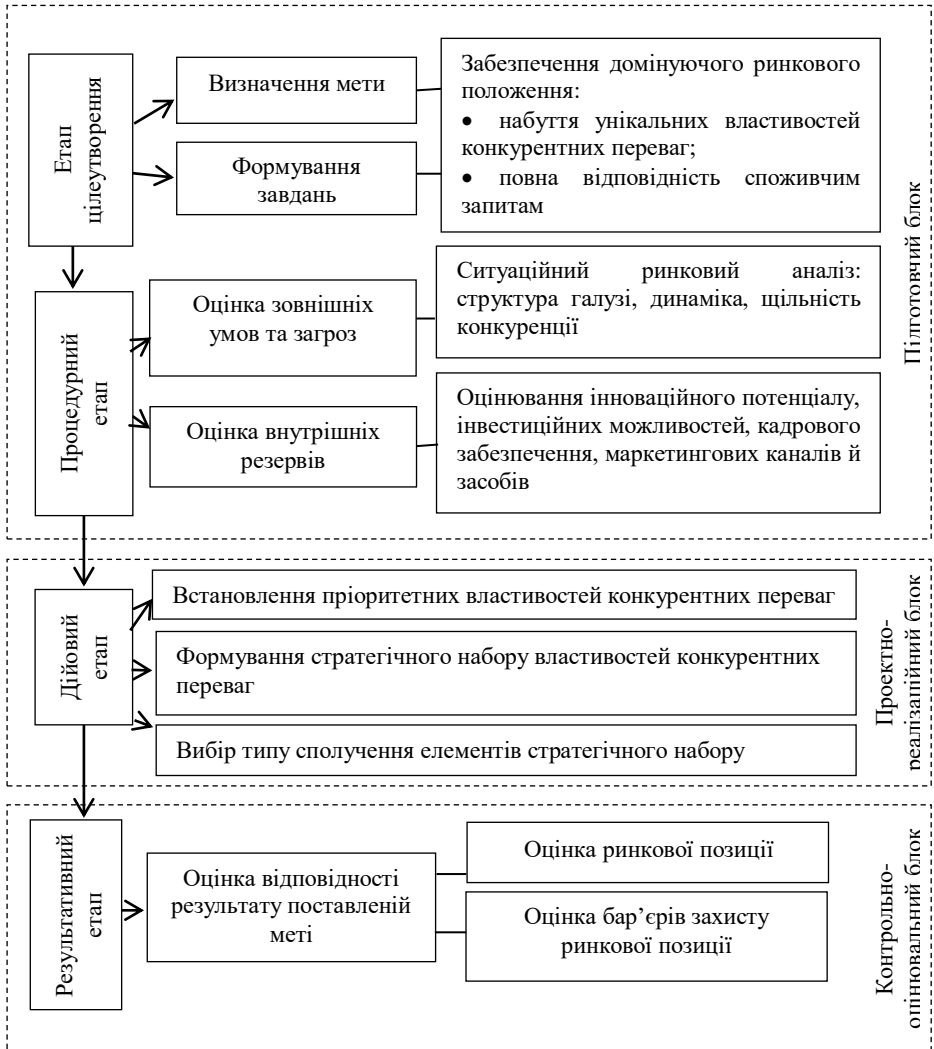 Етап
цілеутворення
Визначення мети
Формування
завдань
Забезпечення домінуючого ринкового
положення:
• набуття унікальних властивостей
конкурентних переваг;
• повна відповідність споживчим
запитам
Процедурний
етап
Оцінка зовнішніх
умов та загроз
Ситуаційний ринковий аналіз:
структура галузі, динаміка, щільність
конкуренції
Оцінка внутрішніх
резервів
Оцінювання інноваційного потенціалу,
інвестиційних можливостей, кадрового
забезпечення, маркетингових каналів й
засобів
Підготовчий блок
Дійовий
етап
Встановлення пріоритетних властивостей конкурентних переваг
Формування стратегічного набору властивостей конкурентних
переваг
Вибір типу сполучення елементів стратегічного набору
Проектно-
реалізаційний блок
Результативний
етап
Оцінка відповідності
результату поставленій
меті
Оцінка ринкової позиції
Оцінка бар’єрів захисту
ринкової позиції
Контрольно-
оцінювальний блок